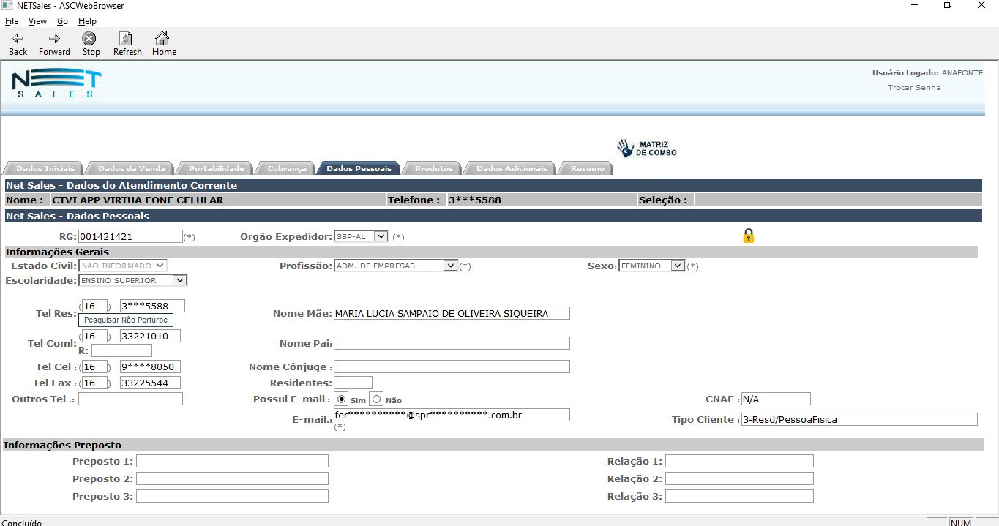 NETSales - ASCWebBrowser
File View Go Help
Back Forward Stop Refresh Home
NET
SALES
Usuário Logado: ANAFONTE
Trocar Senha
MATRIZ
DE COMBO
Dados Iniciais Dados da Venda Portabilidade Cobrança Dados Pessoais Produtos Dados Adicionais Resumo
Net Sales - Dados do Atendimento Corrente
Nome : CTVI APP VIRTUA FONE CELULAR Telefone : 3***5588 Seleção :
Net Sales - Dados Pessoais
RG: 001421421 (*) Orgão Expedidor: SSP-AL (*)
Informações Gerais
Estado Civil: NAO INFORMADO Profissão: ADM. DE EMPRESAS (*) Sexo: FEMININO (*)
Escolaridade: ENSINO SUPERIOR
Tel Res: (16) 3***5588
Pesquisar Não Perturbe
Nome Mãe: MARIA LUCIA SAMPAIO DE OLIVEIRA SIQUEIRA
Tel Coml: (16) 33221010
R:
Nome Pai:
Tel Cel : (16) 9****8050 Nome Cônjuge :
Tel Fax : (16) 33225544 Residentes:
Outros Tel .: Possui E-mail : Sim Não CNAE : N/A
E-mail.: fer**********@spr**********.com.br
(*)
Tipo Cliente : 3-Resd/PessoaFisica
Informações Preposto
Preposto 1: Relação 1:
Preposto 2: Relação 2:
Preposto 3: Relação 3:
Concluído NUM